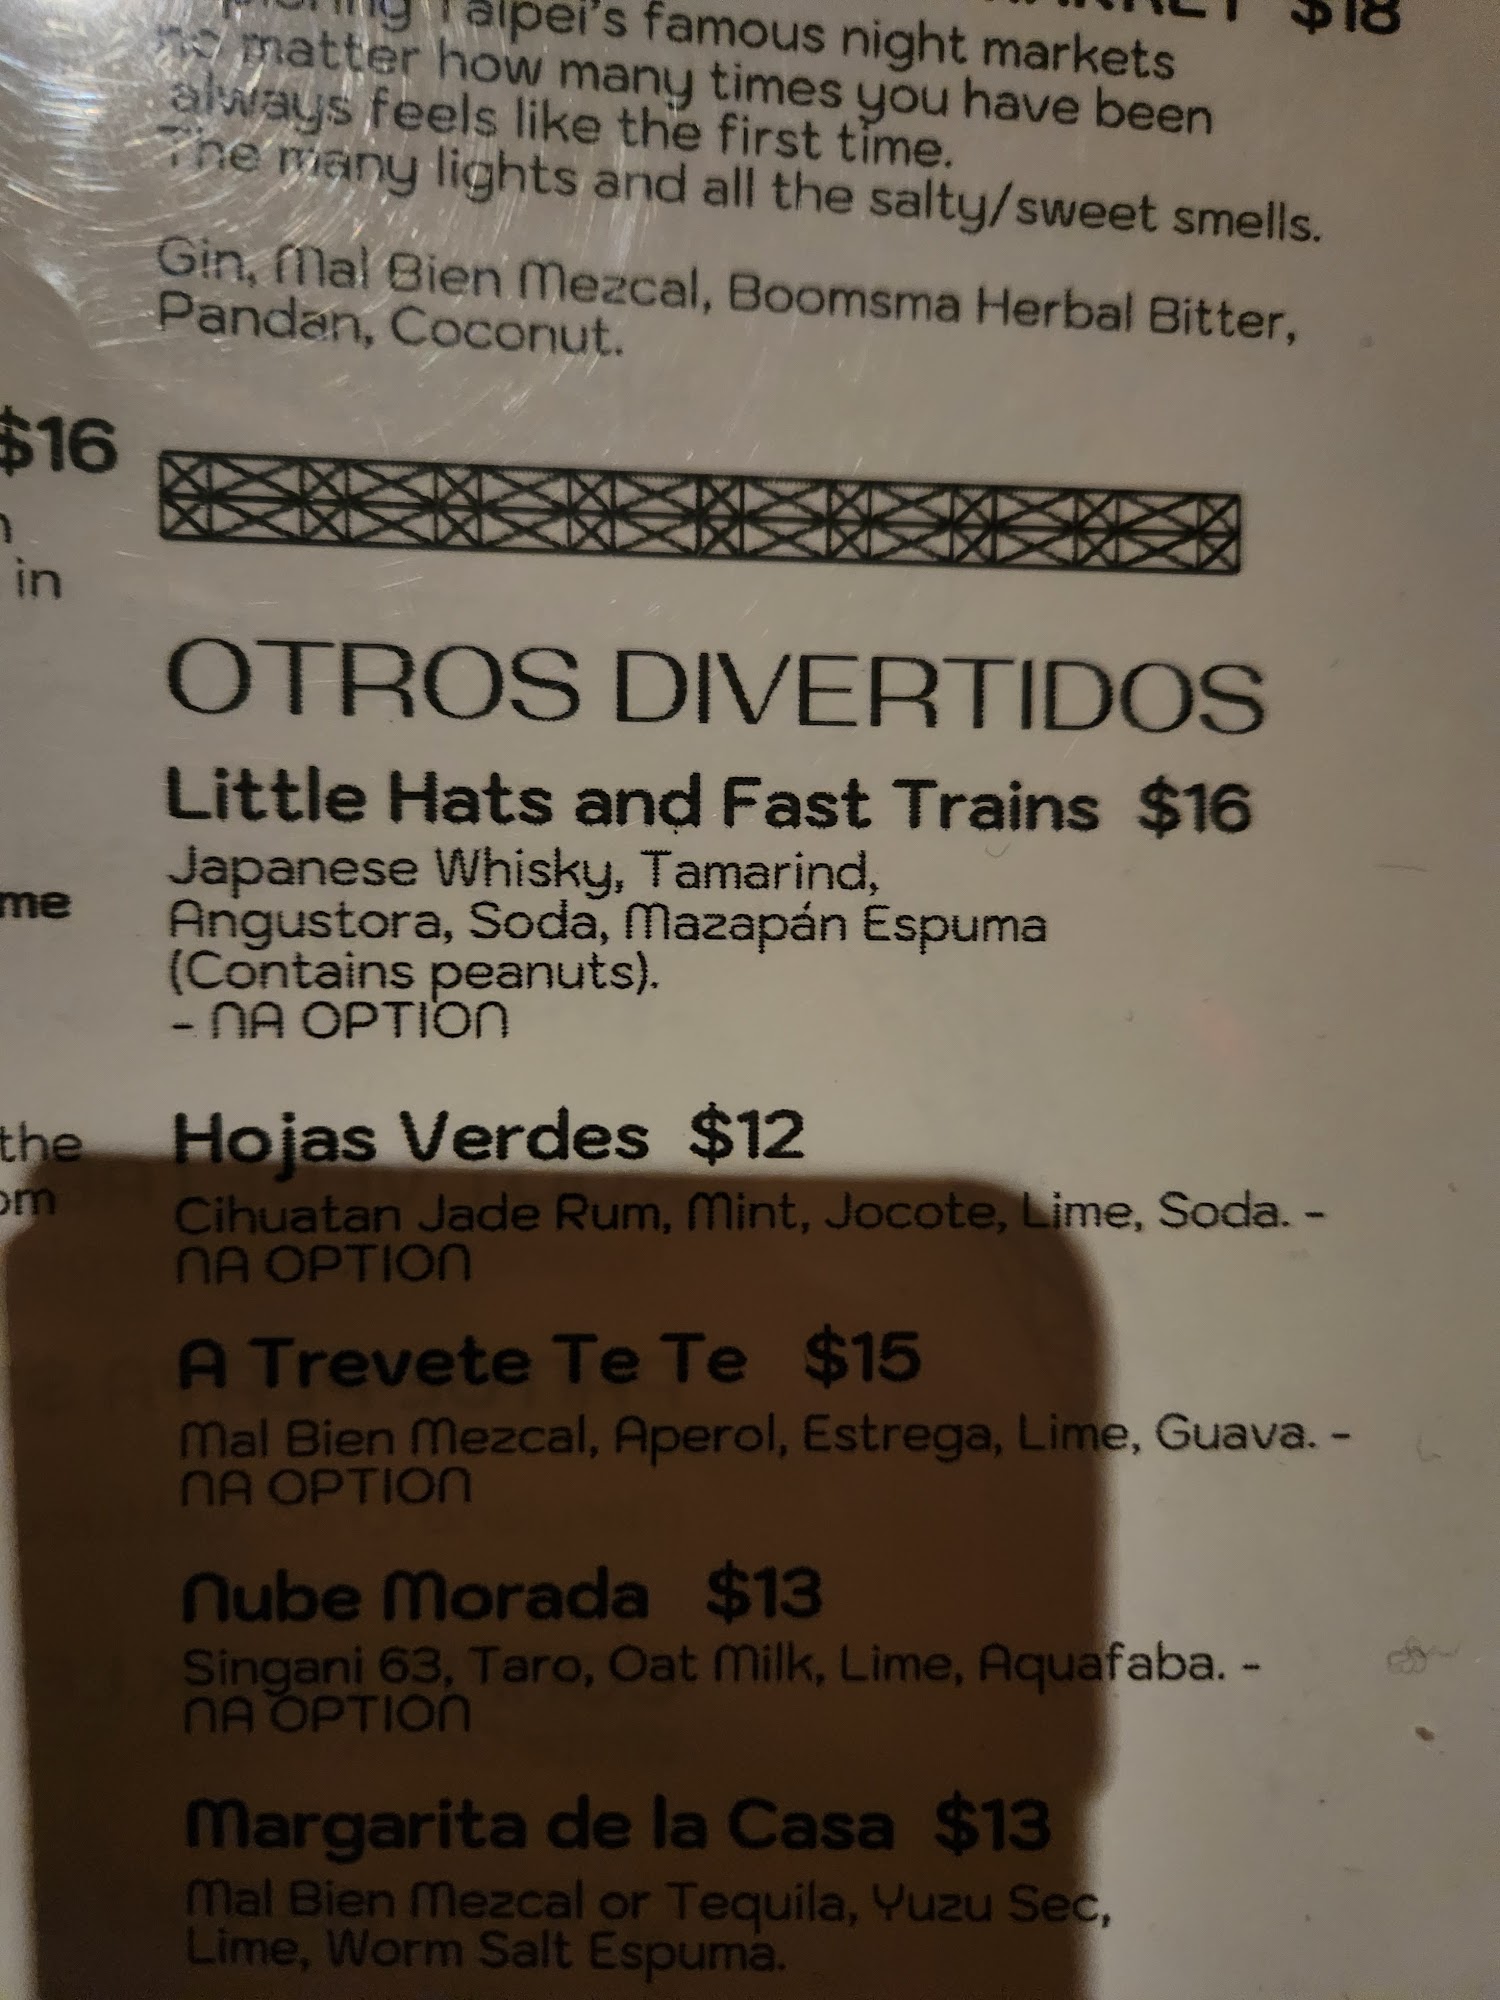 $18
Taipei's famous night markets
no matter how many times you have been
always feels like the first time.
The many lights and all the salty/sweet smells.
Gin, Mal Bien Mezcal, Boomsma Herbal Bitter,
Pandan, Coconut.
$16
in
OTROS DIVERTIDOS
Little Hats and Fast Trains $16
Japanese Whisky, Tamarind,
me
Angustora, Soda, Mazapán Espuma
(Contains peanuts).
- NA OPTION
Hojas Verdes $12
the
om
Cihuatan Jade Rum, Mint, Jocote, Lime, Soda. -
NA OPTION
A Trevete Te Te $15
Mal Bien Mezcal, Aperol, Estrega, Lime, Guava. -
NA OPTION
Nube Morada $13
Singani 63, Taro, Oat Milk, Lime, Aquafaba. -
NA OPTION
Margarita de la Casa $13
Mal Bien Mezcal or Tequila, Yuzu Sec,
Lime, Worm Salt Espuma.